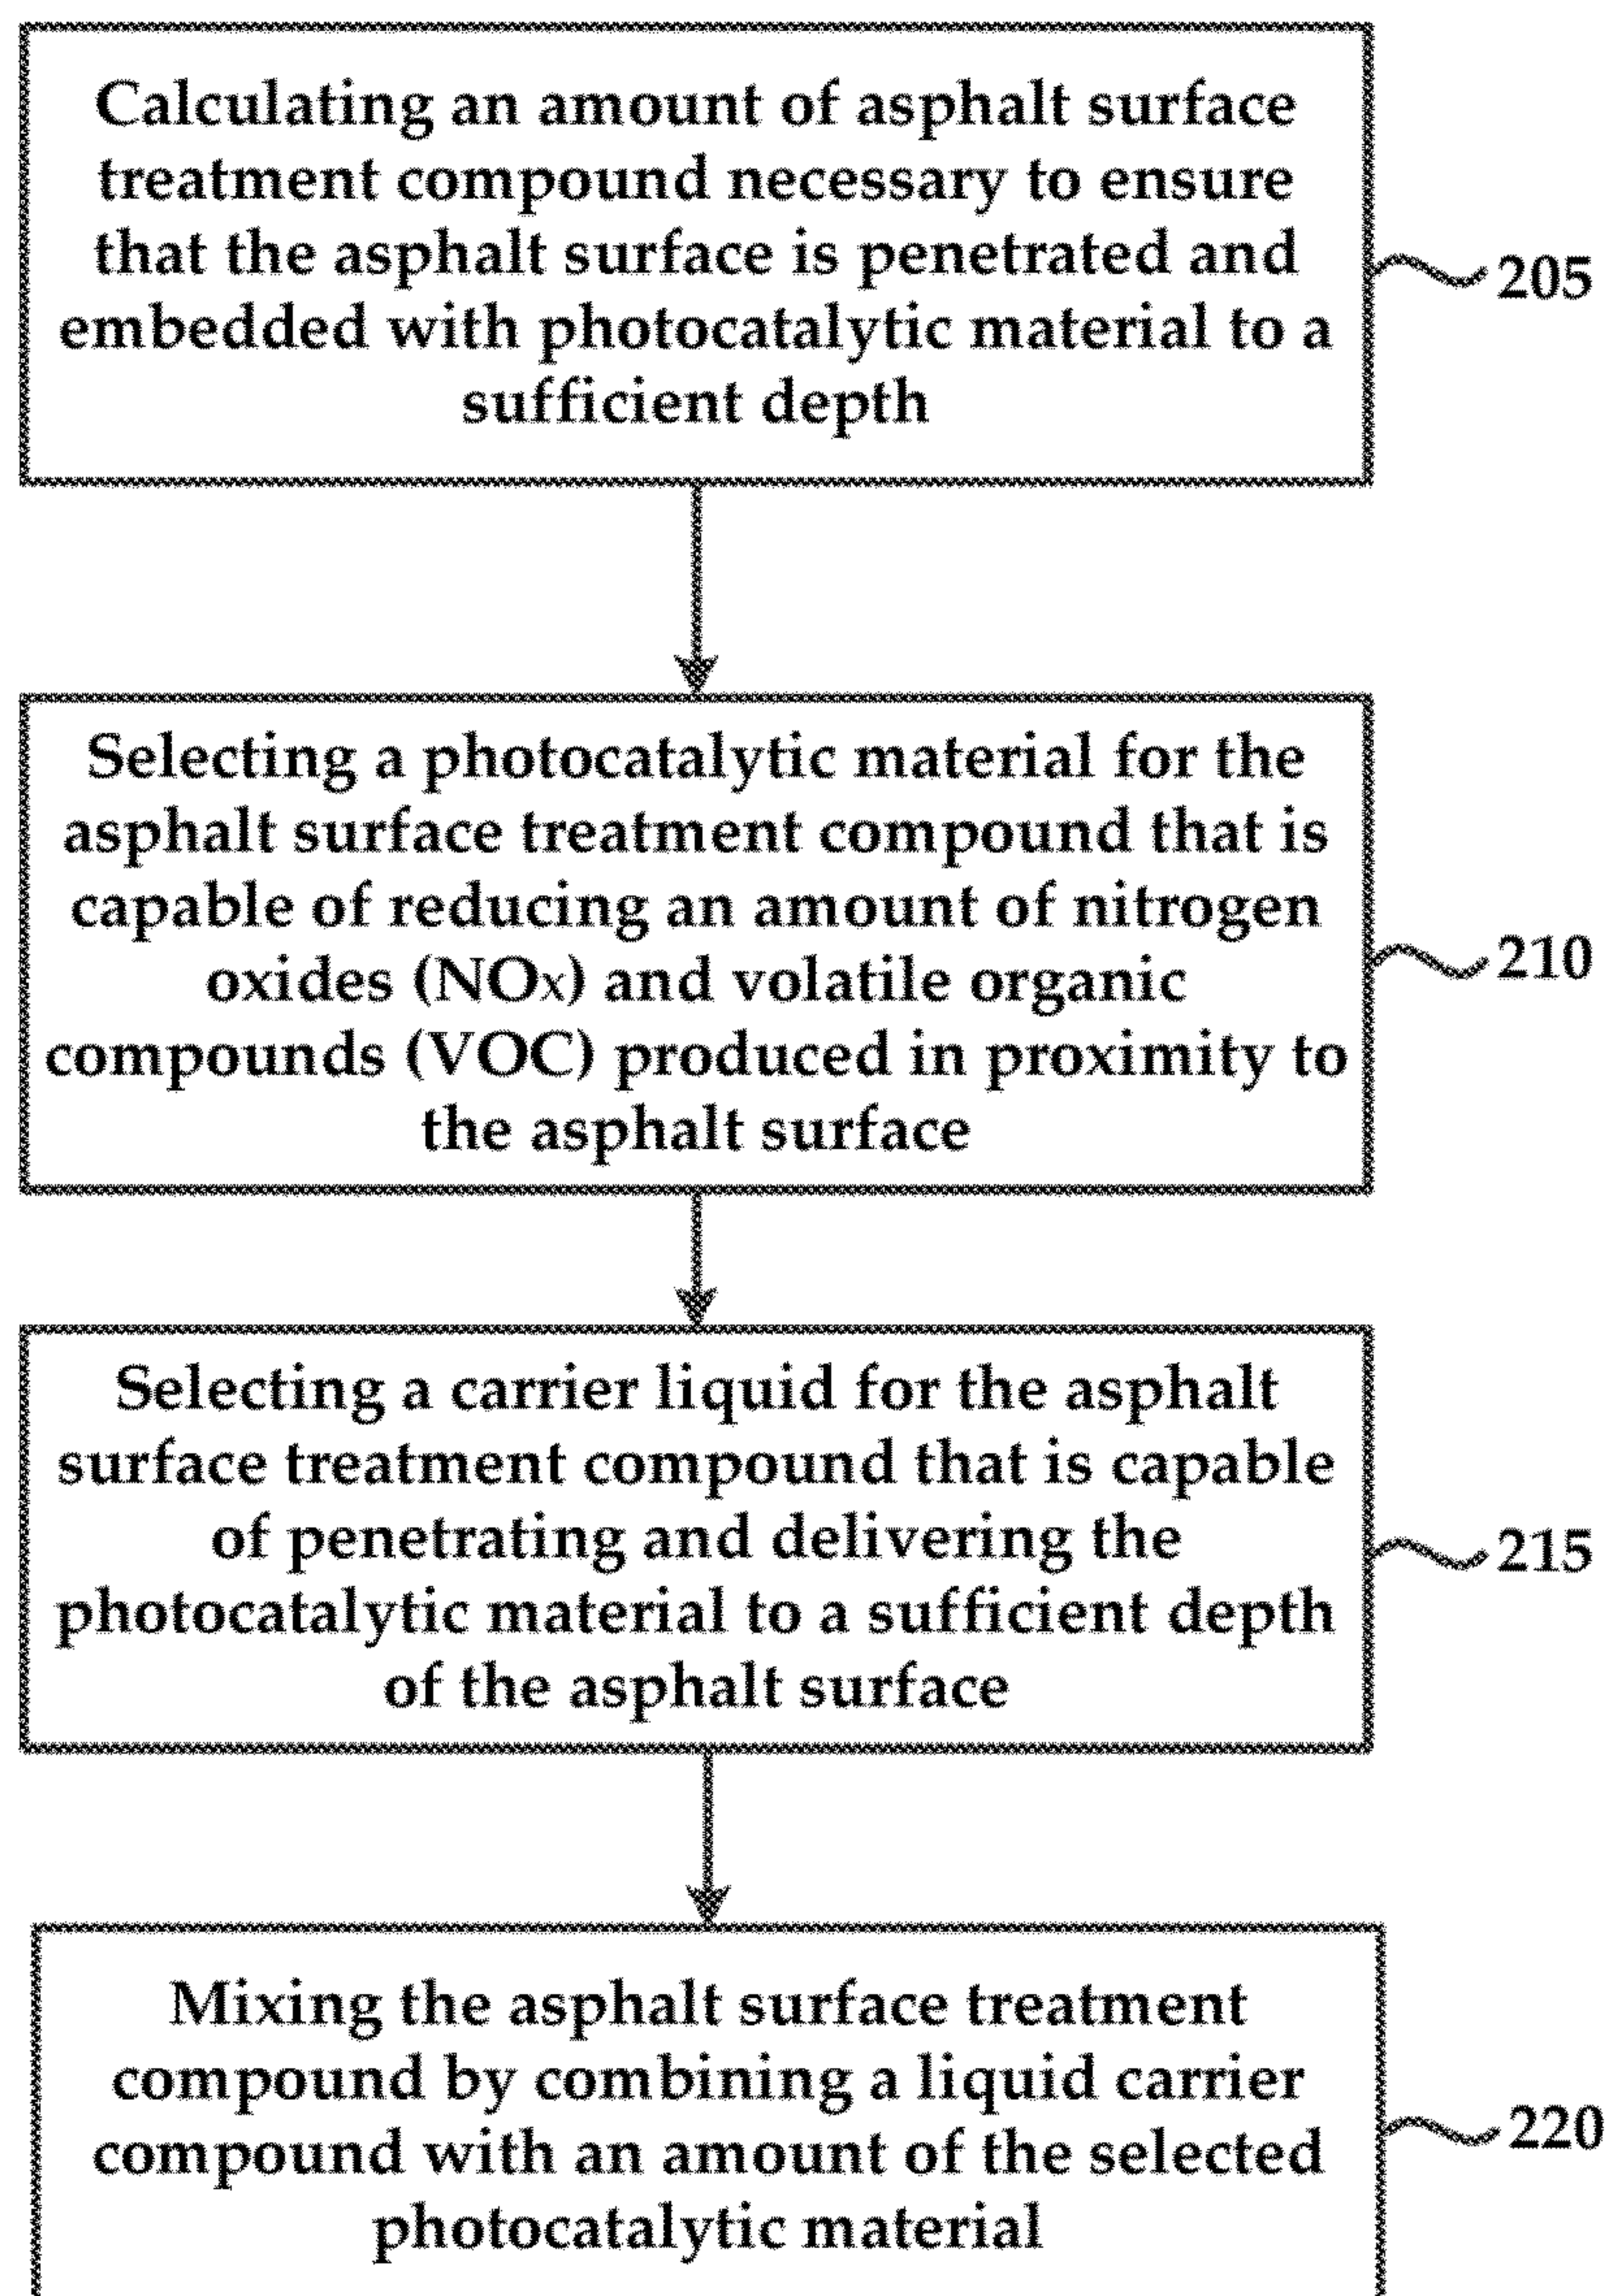 Calculating an amount of asphalt surface
treatment compound necessary to ensure
that the asphalt surface is penetrated and
embedded with photocatalytic material to a
sufficient depth
205
Selecting a photocatalytic material for the
asphalt surface treatment compound that is
capable of reducing an amount of nitrogen
oxides (NOx) and volatile organic
compounds (VOC) produced in proximity to
the asphalt surface
210
Selecting a carrier liquid for the asphalt
surface treatment compound that is capable
of penetrating and delivering the
photocatalytic material to a sufficient depth
of the asphalt surface
215
Mixing the asphalt surface treatment
compound by combining a liquid carrier
compound with an amount of the selected
photocatalytic material
220